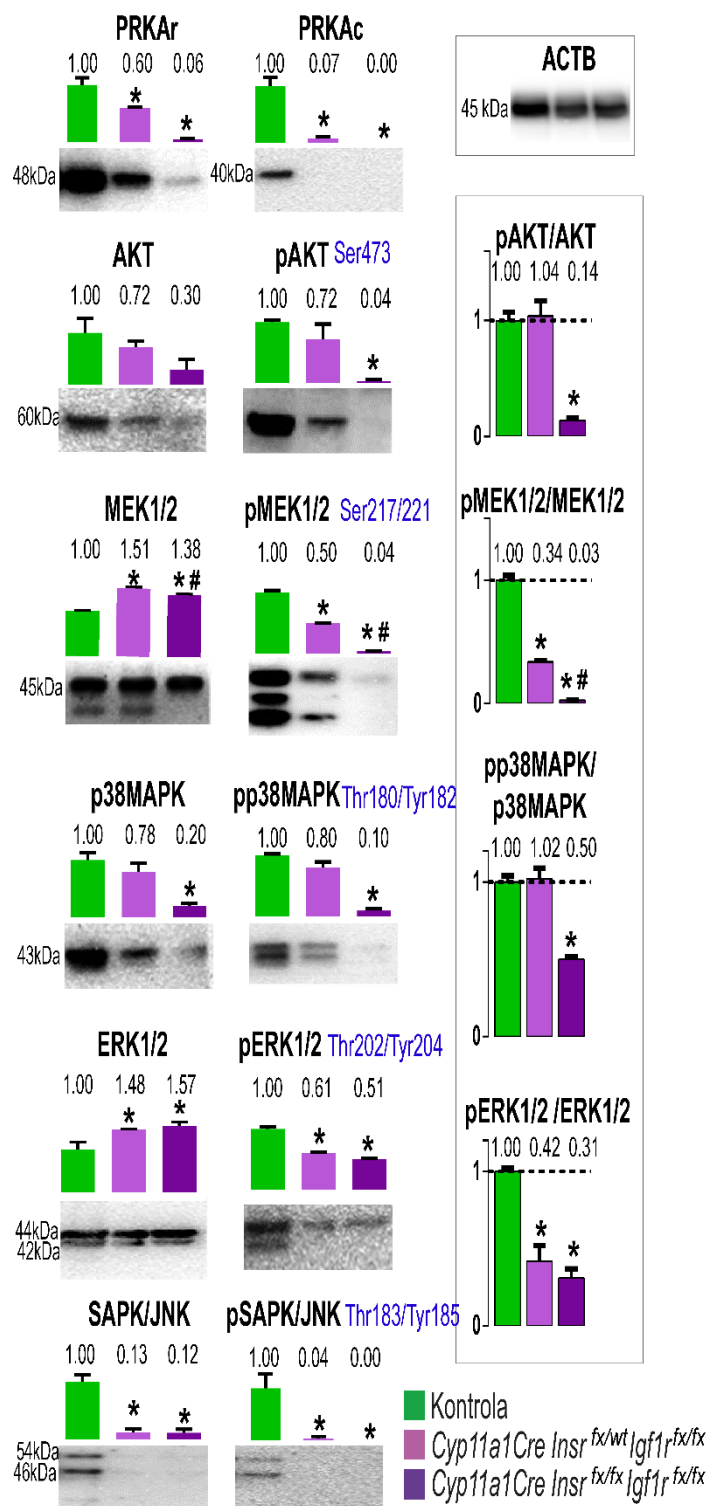 PRKAr
1.00 0.60 0.06
*
*
48kDa
PRKAc
1.00 0.07 0.00
* *
40kDa
ACTB
45 kDa
AKT
1.00 0.72 0.30
60kDa
pAKT Ser473
1.00 0.72 0.04
*
pAKT/AKT
1.00 1.04 0.14
1
*
0
MEK1/2
1.00 1.51 1.38
* *#
45kDa
pMEK1/2 Ser217/221
1.00 0.50 0.04
*
*#
pMEK1/2/MEK1/2
1.00 0.34 0.03
1
*
*#
0
p38MAPK
1.00 0.78 0.20
*
43kDa
pp38MAPK Thr180/Tyr182
1.00 0.80 0.10
*
pp38MAPK/
p38MAPK
1.00 1.02 0.50
1
*
0
ERK1/2
1.00 1.48 1.57
* *
44kDa
42kDa
pERK1/2 Thr202/Tyr204
1.00 0.61 0.51
* *
pERK1/2 /ERK1/2
1.00 0.42 0.31
1
*
*
0
SAPK/JNK
1.00 0.13 0.12
* *
54kDa
46kDa
pSAPK/JNK Thr183/Tyr185
1.00 0.04 0.00
* *
Kontrola
Cyp11a1Cre Insr fx/wt Igf1r fx/fx
Cyp11a1Cre Insr fx/fx Igf1r fx/fx